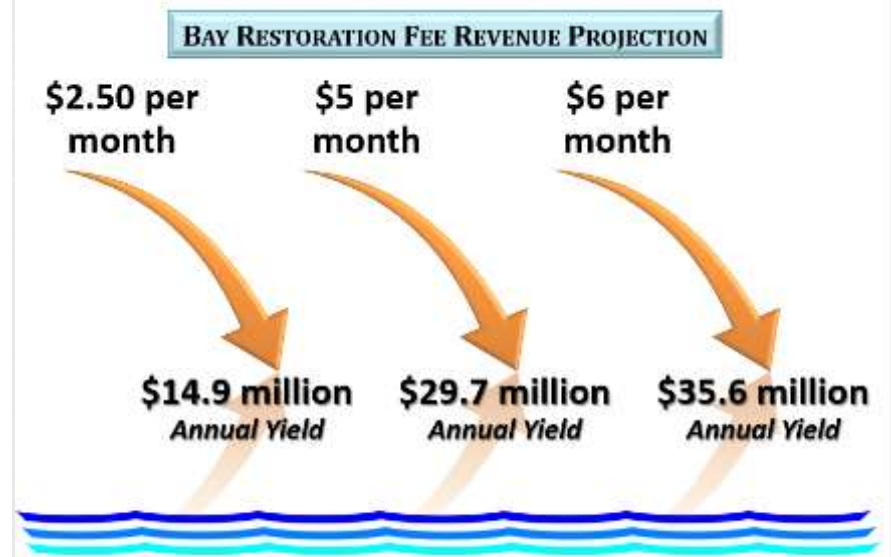 BAY RESTORATION FEE REVENUE PROJECTION
$2.50 per
month
$14.9 million
Annual Yield
$5 per
month
$29.7 million
Annual Yield
$6 per
month
$35.6 million
Annual Yield